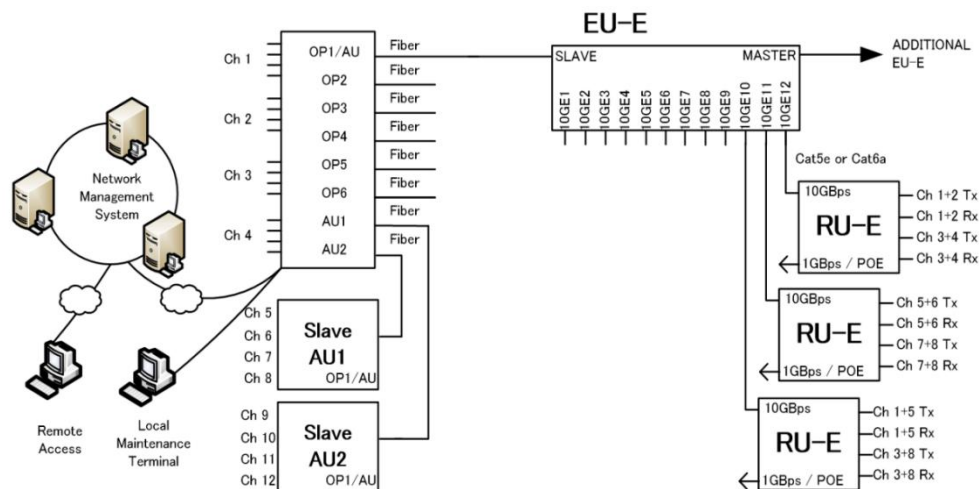 EU-E
Ch 1
Ch 2
Ch 3
Ch 4
OP1/AU
OP2
OP3
OP4
OP5
OP6
AU1
AU2
Fiber
Fiber
Fiber
Fiber
Fiber
Fiber
Fiber
Fiber
SLAVE
MASTER
ADDITIONAL
EU-E
10GE1
10GE2
10GE3
10GE4
10GE5
10GE6
10GE7
10GE8
10GE9
10GE10
10GE11
10GE12
Cat5e or Cat6a
Network
Management
System
10GBps
RU-E
1GBps / POE
Ch 1+2 Tx
Ch 1+2 Rx
Ch 3+4 Tx
Ch 3+4 Rx
10GBps
RU-E
1GBps / POE
Ch 5+6 Tx
Ch 5+6 Rx
Ch 7+8 Tx
Ch 7+8 Rx
10GBps
RU-E
1GBps / POE
Ch 1+5 Tx
Ch 1+5 Rx
Ch 3+8 Tx
Ch 3+8 Rx
Ch 5
Ch 6
Ch 7
Ch 8
Slave
AU1
OP1/AU
Ch 9
Ch 10
Ch 11
Ch 12
Slave
AU2
OP1/AU
Remote
Access
Local
Maintenance
Terminal